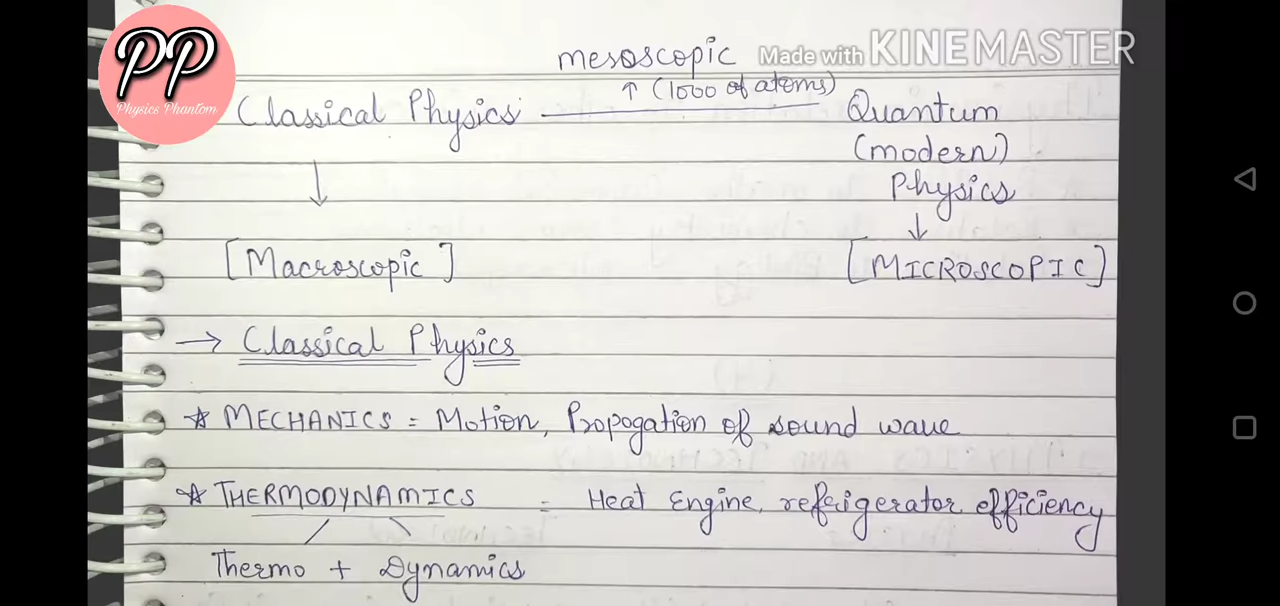 PP
Physics Phantom
Made with KINEMASTER
mesoscopic
↑ (1000 of atoms)
Classical Physics ——— Quantum
(modern)
Physics
↓ ↓
[Macroscopic] [MICROSCOPIC]
→ Classical Physics
☆ MECHANICS = Motion, Propogation of sound wave
☆ THERMODYNAMICS = Heat Engine, refrigerator efficiency
Thermo + Dynamics